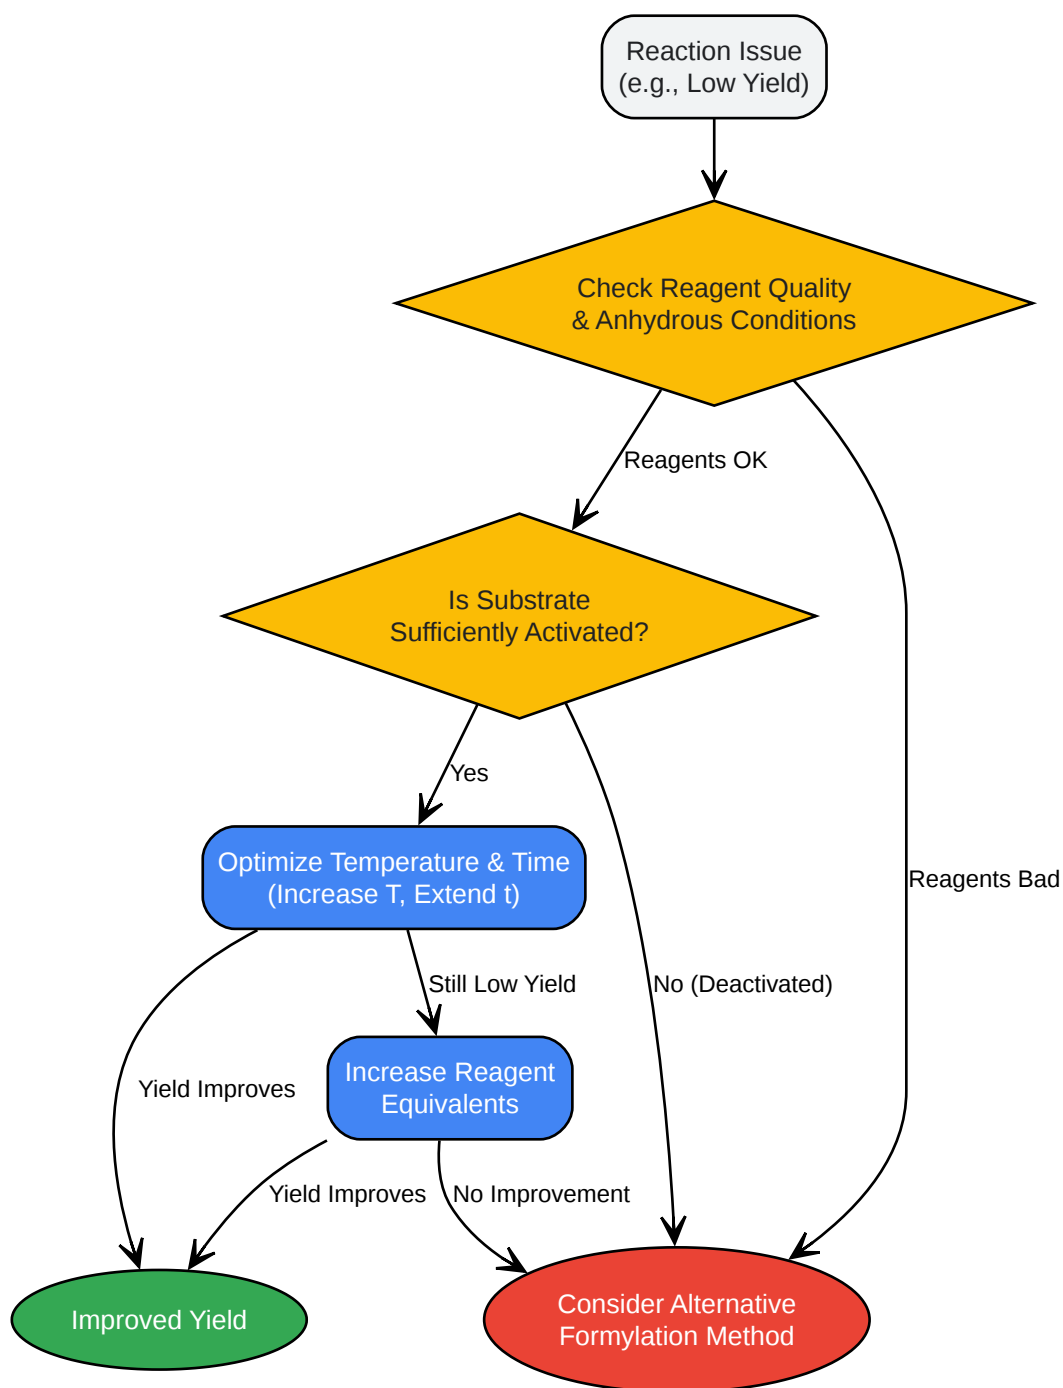 Reaction Issue
(e.g., Low Yield)
Check Reagent Quality
& Anhydrous Conditions
Reagents OK
Is Substrate
Sufficiently Activated?
Yes
Optimize Temperature & Time
(Increase T, Extend t)
Reagents Bad
Still Low Yield
No (Deactivated)
Increase Reagent
Equivalents
Yield Improves
Yield Improves
No Improvement
Improved Yield
Consider Alternative
Formylation Method